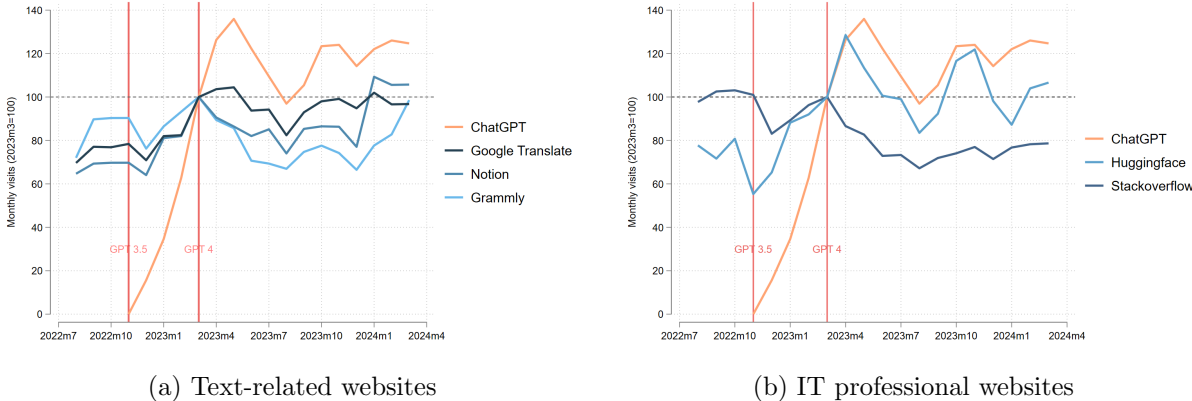 Monthly visits (2023m3=100)
140
120
100
80
60
40
20
0
GPT 3.5
GPT 4
2022m7
2022m10
2023m1
2023m4
2023m7
2023m10
2024m1
2024m4
ChatGPT
Google Translate
Notion
Grammly
(a) Text-related websites
Monthly visits (2023m3=100)
140
120
100
80
60
40
20
0
GPT 3.5
GPT 4
2022m7
2022m10
2023m1
2023m4
2023m7
2023m10
2024m1
2024m4
ChatGPT
Huggingface
Stackoverflow
(b) IT professional websites